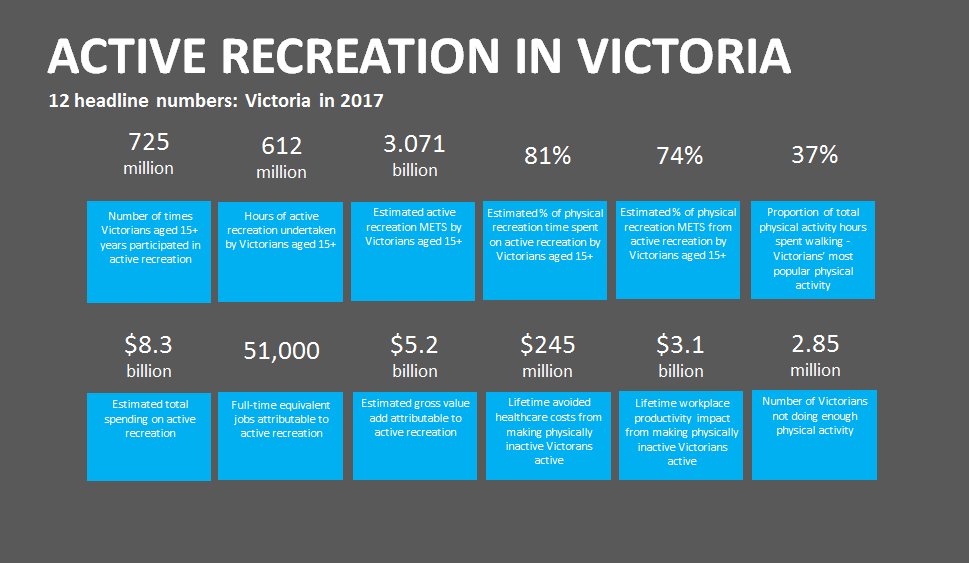 ACTIVE RECREATION IN VICTORIA
12 headline numbers: Victoria in 2017
725
million
612
million
3.071
billion
81%
74%
37%
Number of times
Victorians aged 15+
years participated in
active recreation
Hours of active
recreation undertaken
by Victorians aged 15+
Estimated active
recreation METS by
Victorians aged 15+
Estimated % of physical
recreation time spent
on active recreation by
Victorians aged 15+
Estimated % of physical
recreation METS from
active recreation by
Victorians aged 15+
Proportion of total
physical activity hours
spent walking -
Victorians' most
popular physical
activity
$8.3
billion
51,000
$5.2
billion
$245
million
$3.1
billion
2.85
million
Estimated total
spending on active
recreation
Full-time equivalent
jobs attributable to
active recreation
Estimated gross value
add attributable to
active recreation
Lifetime avoided
healthcare costs from
making physically
inactive Victorans
active
Lifetime workplace
productivity impact
from making physically
inactive Victorians
active
Number of Victorians
not doing enough
physical activity